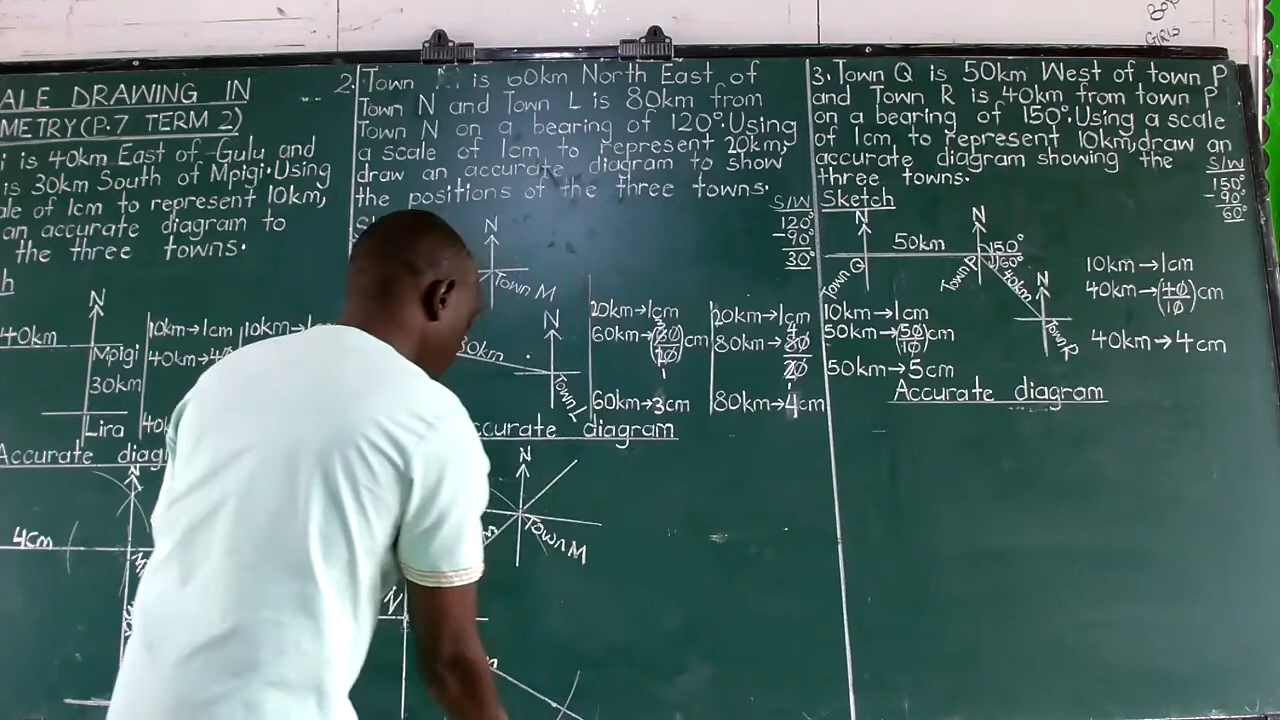 BOYS
GIRLS
ALE DRAWING IN
METRY(P.7 TERM 2)
i is 40km East of Gulu and
is 30km South of Mpigi. Using
le of 1cm to represent 10km,
an accurate diagram to
the three towns.
h
N
40km
Mpigi
30km
Lira
10km→1cm
40km→
10km→1
40k
Accurate diag
N
4cm
2. Town M is 60km North East of
Town N and Town L is 80km from
Town N on a bearing of 120°. Using
a scale of 1cm to represent 20km,
draw an accurate diagram to show
the positions of the three towns.
S/W
120°
-90°
30°
N
Town M
80km
N
Town L
20km→1cm
60km→
cm
60km→3cm
20km→1cm
80km→80
20
80km→4cm
ccurate diagram
N
Town M
N
3. Town Q is 50km West of town P
and Town R is 40km from town P
on a bearing of 150°. Using a scale
of 1cm to represent 10km, draw an
accurate diagram showing the
three towns.
S/W
150°
-90°
60°
Sketch
N
50km
Town Q
N
150°
60°
Town P
40km
N
Town R
10km→1cm
50km→(50/10)cm
50km→5cm
10km→1cm
40km→(40/10)cm
40km→4cm
Accurate diagram